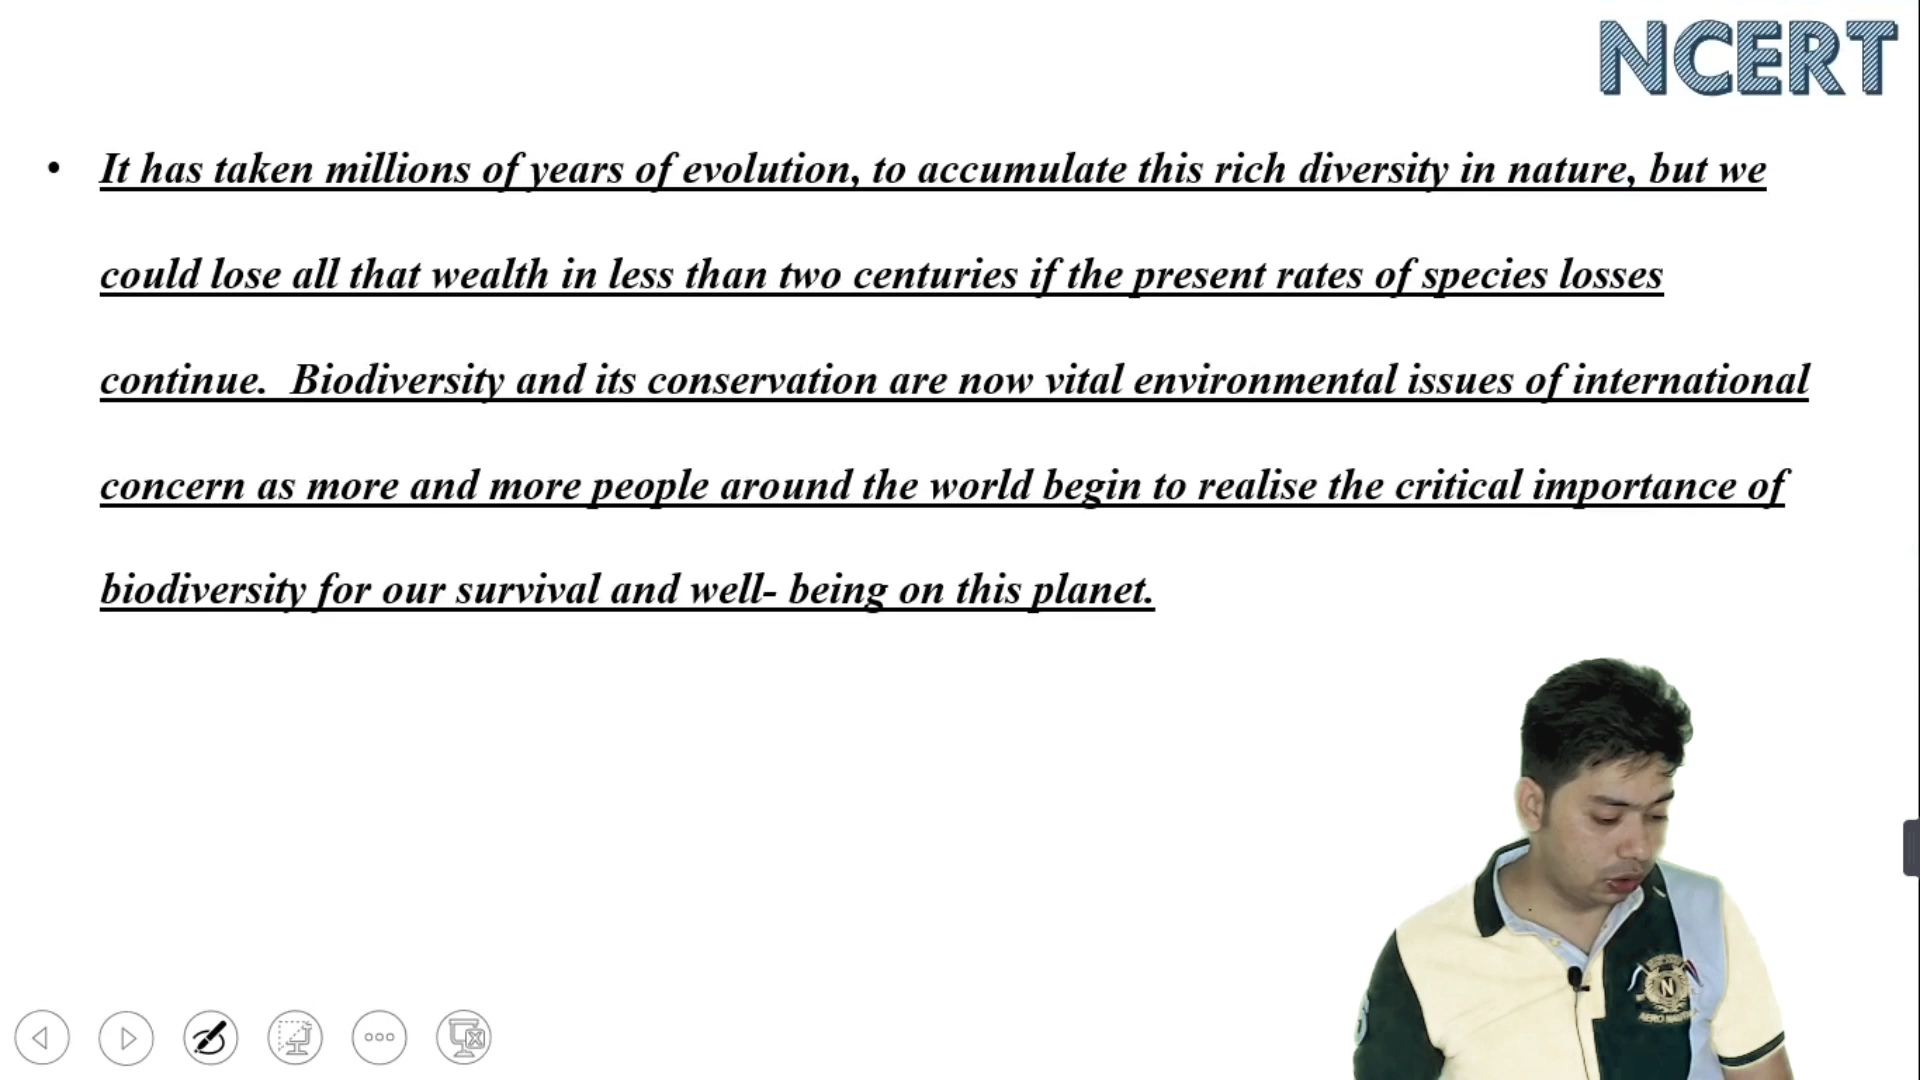 NCERT
• It has taken millions of years of evolution, to accumulate this rich diversity in nature, but we
could lose all that wealth in less than two centuries if the present rates of species losses
continue.  Biodiversity and its conservation are now vital environmental issues of international
concern as more and more people around the world begin to realise the critical importance of
biodiversity for our survival and well- being on this planet.
N